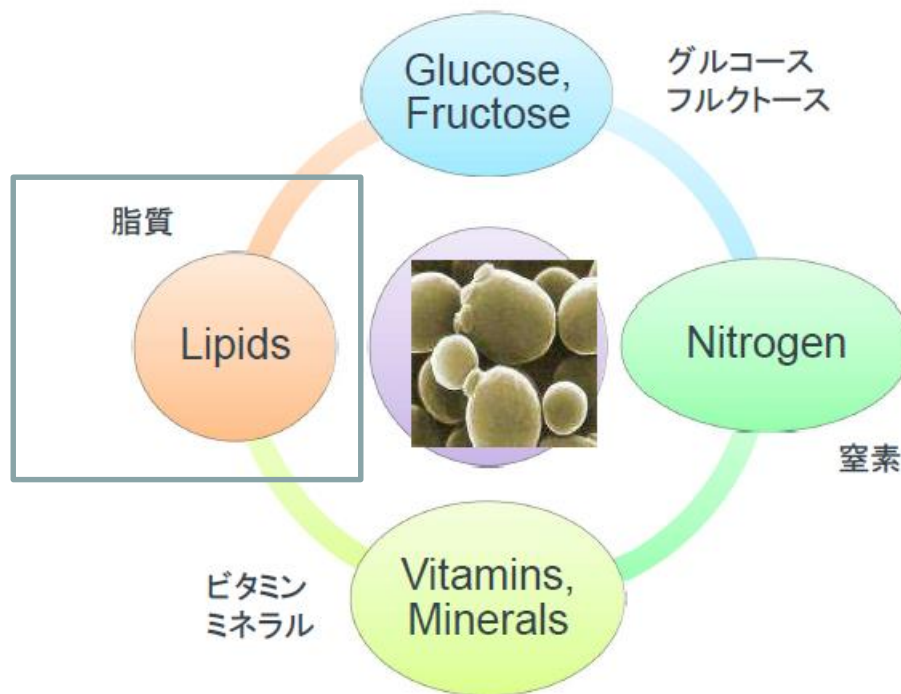 Glucose,
Fructose
グルコース
フルクトース
脂質
Lipids
Nitrogen
窒素
Vitamins,
Minerals
ビタミン
ミネラル